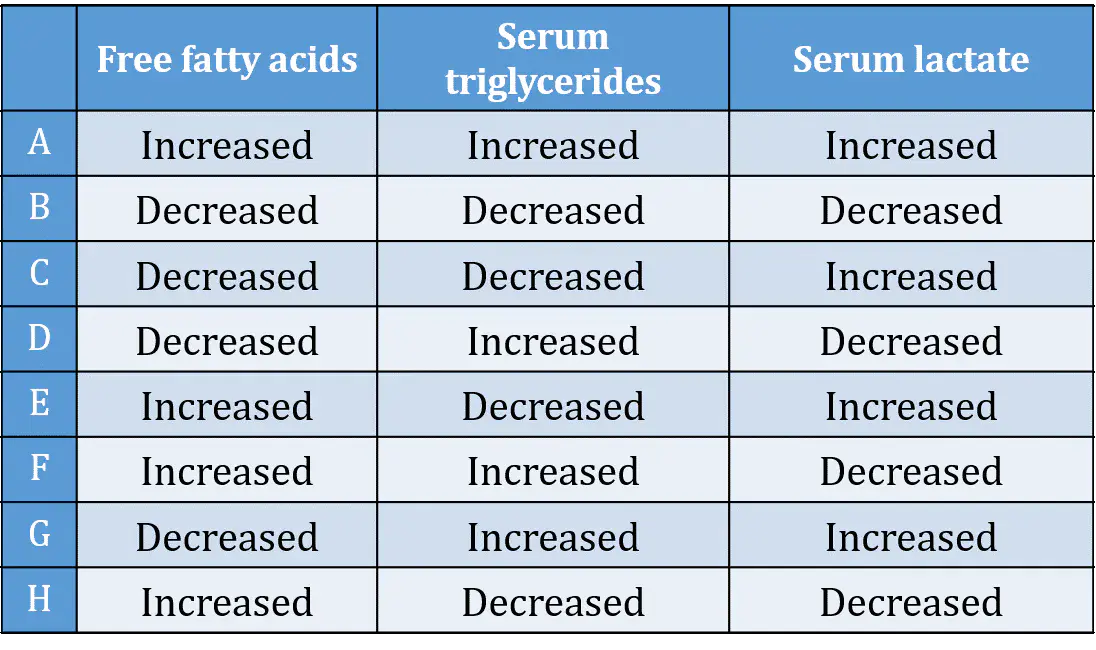 Free fatty acids Serum triglycerides Serum lactate
A Increased Increased Increased
B Decreased Decreased Decreased
C Decreased Decreased Increased
D Decreased Increased Decreased
E Increased Decreased Increased
F Increased Increased Decreased
G Decreased Increased Increased
H Increased Decreased Decreased